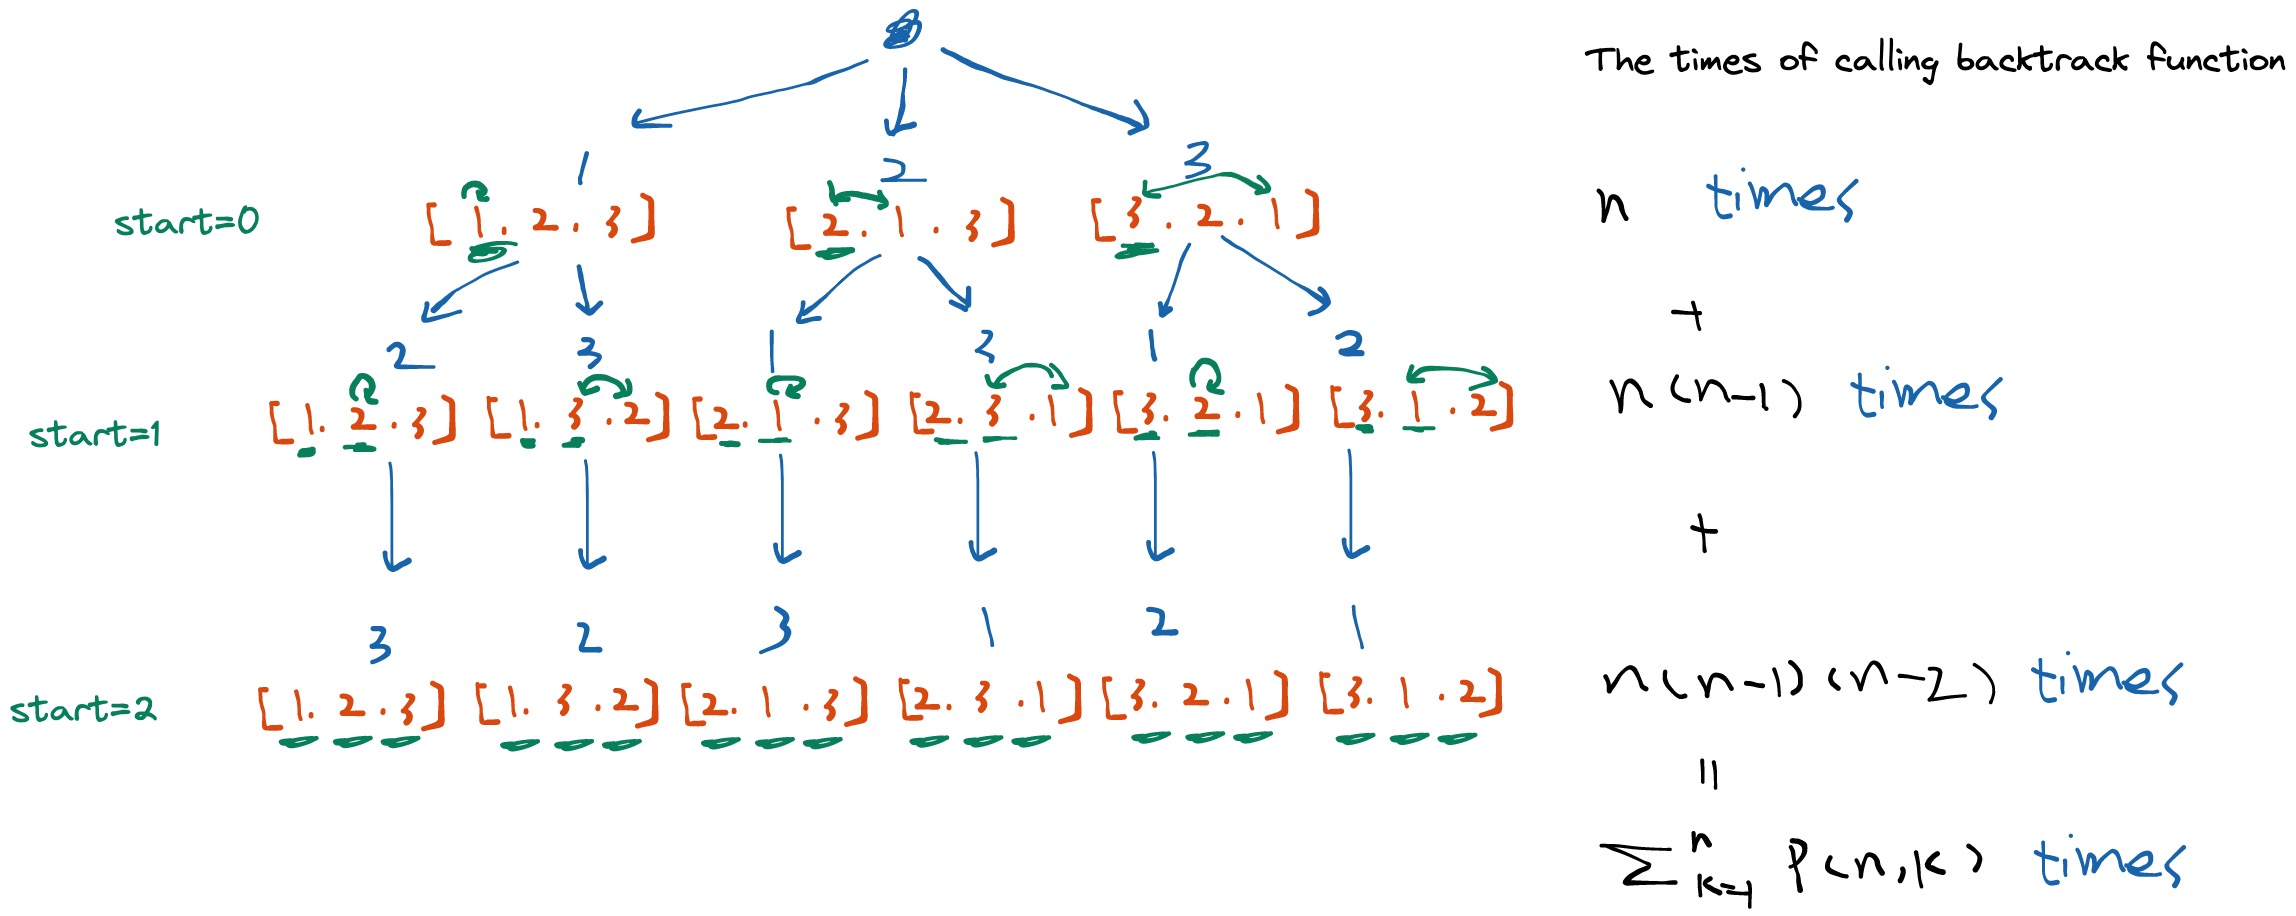 The times of calling backtrack function
1 2 3
start=0 [1. 2. 3] [2. 1. 3] [3. 2. 1] n times
+
2 3 1 3 1 2
start=1 [1. 2. 3] [1. 3. 2] [2. 1. 3] [2. 3. 1] [3. 2. 1] [3. 1. 2] n(n-1) times
+
3 2 3 1 2 1
start=2 [1. 2. 3] [1. 3. 2] [2. 1. 3] [2. 3. 1] [3. 2. 1] [3. 1. 2] n(n-1)(n-2) times
=
∑ n k=1 P(n,k) times